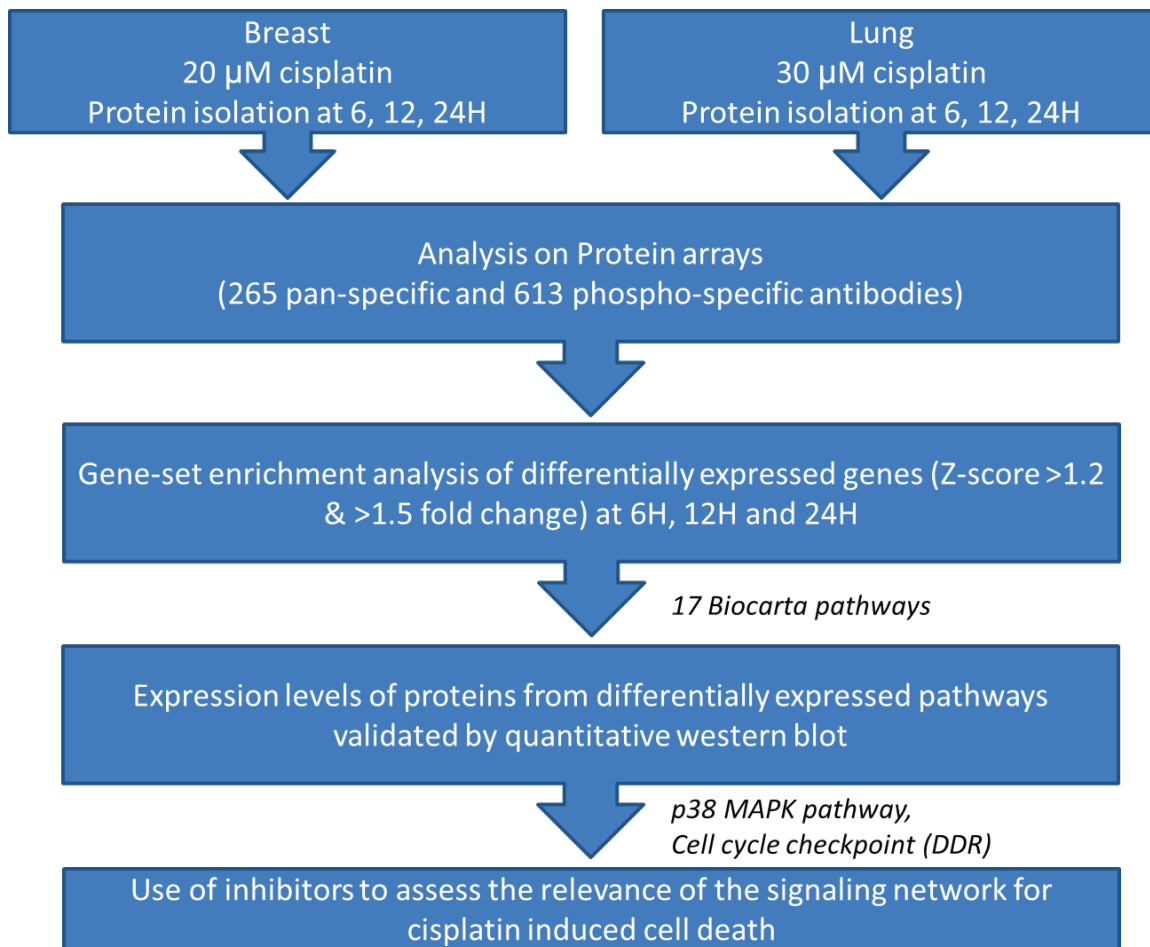 Breast
20 µM cisplatin
Protein isolation at 6, 12, 24H
Lung
30 µM cisplatin
Protein isolation at 6, 12, 24H
Analysis on Protein arrays
(265 pan-specific and 613 phospho-specific antibodies)
Gene-set enrichment analysis of differentially expressed genes (Z-score >1.2
& >1.5 fold change) at 6H, 12H and 24H
17 Biocarta pathways
Expression levels of proteins from differentially expressed pathways
validated by quantitative western blot
p38 MAPK pathway,
Cell cycle checkpoint (DDR)
Use of inhibitors to assess the relevance of the signaling network for
cisplatin induced cell death